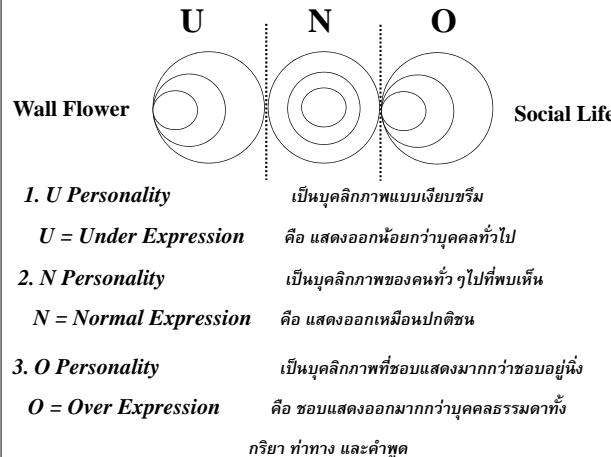 U N O
Wall Flower Social Life
1. U Personality เป็นบุคลิกภาพแบบเงียบขรึม
U = Under Expression คือ แสดงออกน้อยกว่าบุคคลทั่วไป
2. N Personality เป็นบุคลิกภาพของคนทั่ว ๆไปที่พบเห็น
N = Normal Expression คือ แสดงออกเหมือนปกติชน
3. O Personality เป็นบุคลิกภาพที่ชอบแสดงมากกว่าชอบอยู่นิ่ง
O = Over Expression คือ ชอบแสดงออกมากกว่าบุคคลธรรมดาทั้ง
กริยา ท่าทาง และคำพูด